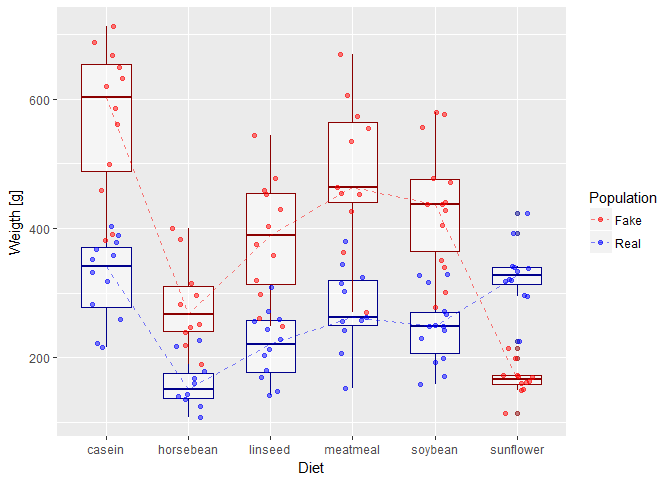 600
400
200
Weigth [g]
casein horsebean linseed meatmeal soybean sunflower
Diet
Population
Fake
Real